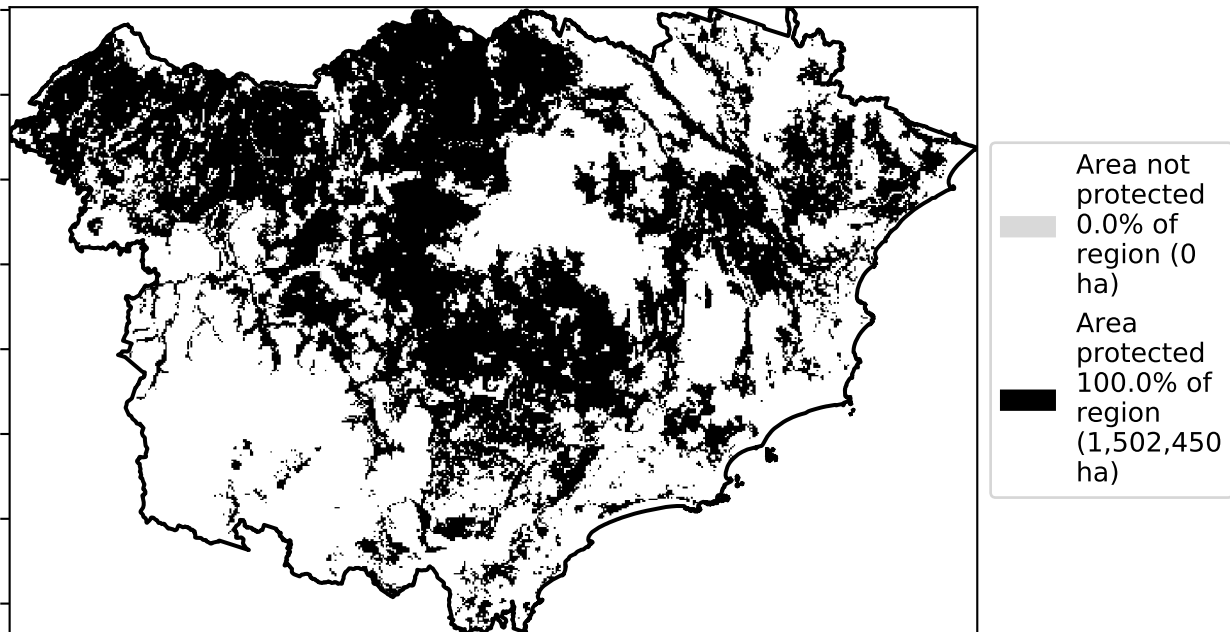 Area not
protected
0.0% of
region (0
ha)
Area
protected
100.0% of
region
(1,502,450
ha)